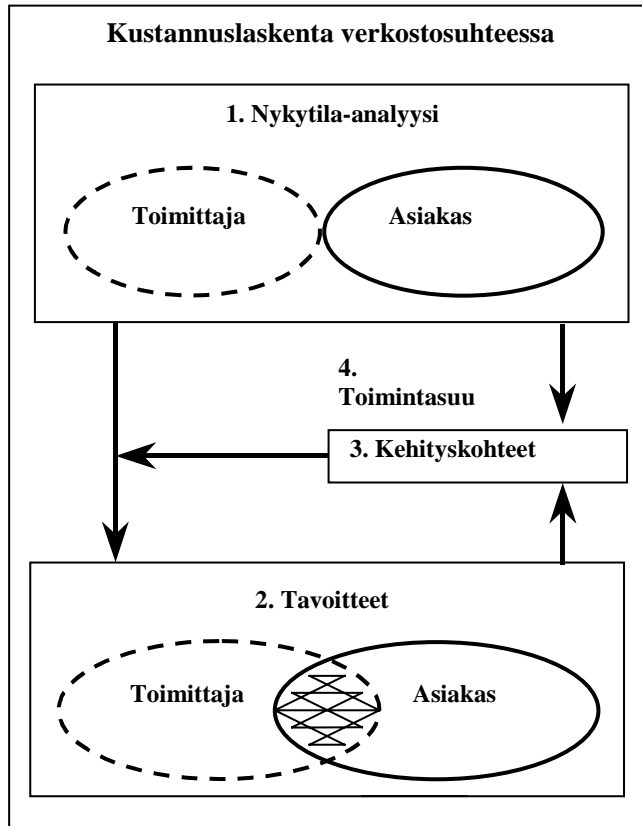 Kustannuslaskenta verkostosuhteessa
1. Nykytila-analyysi
Toimittaja Asiakas
4.
Toimintasuu
3. Kehityskohteet
2. Tavoitteet
Toimittaja Asiakas